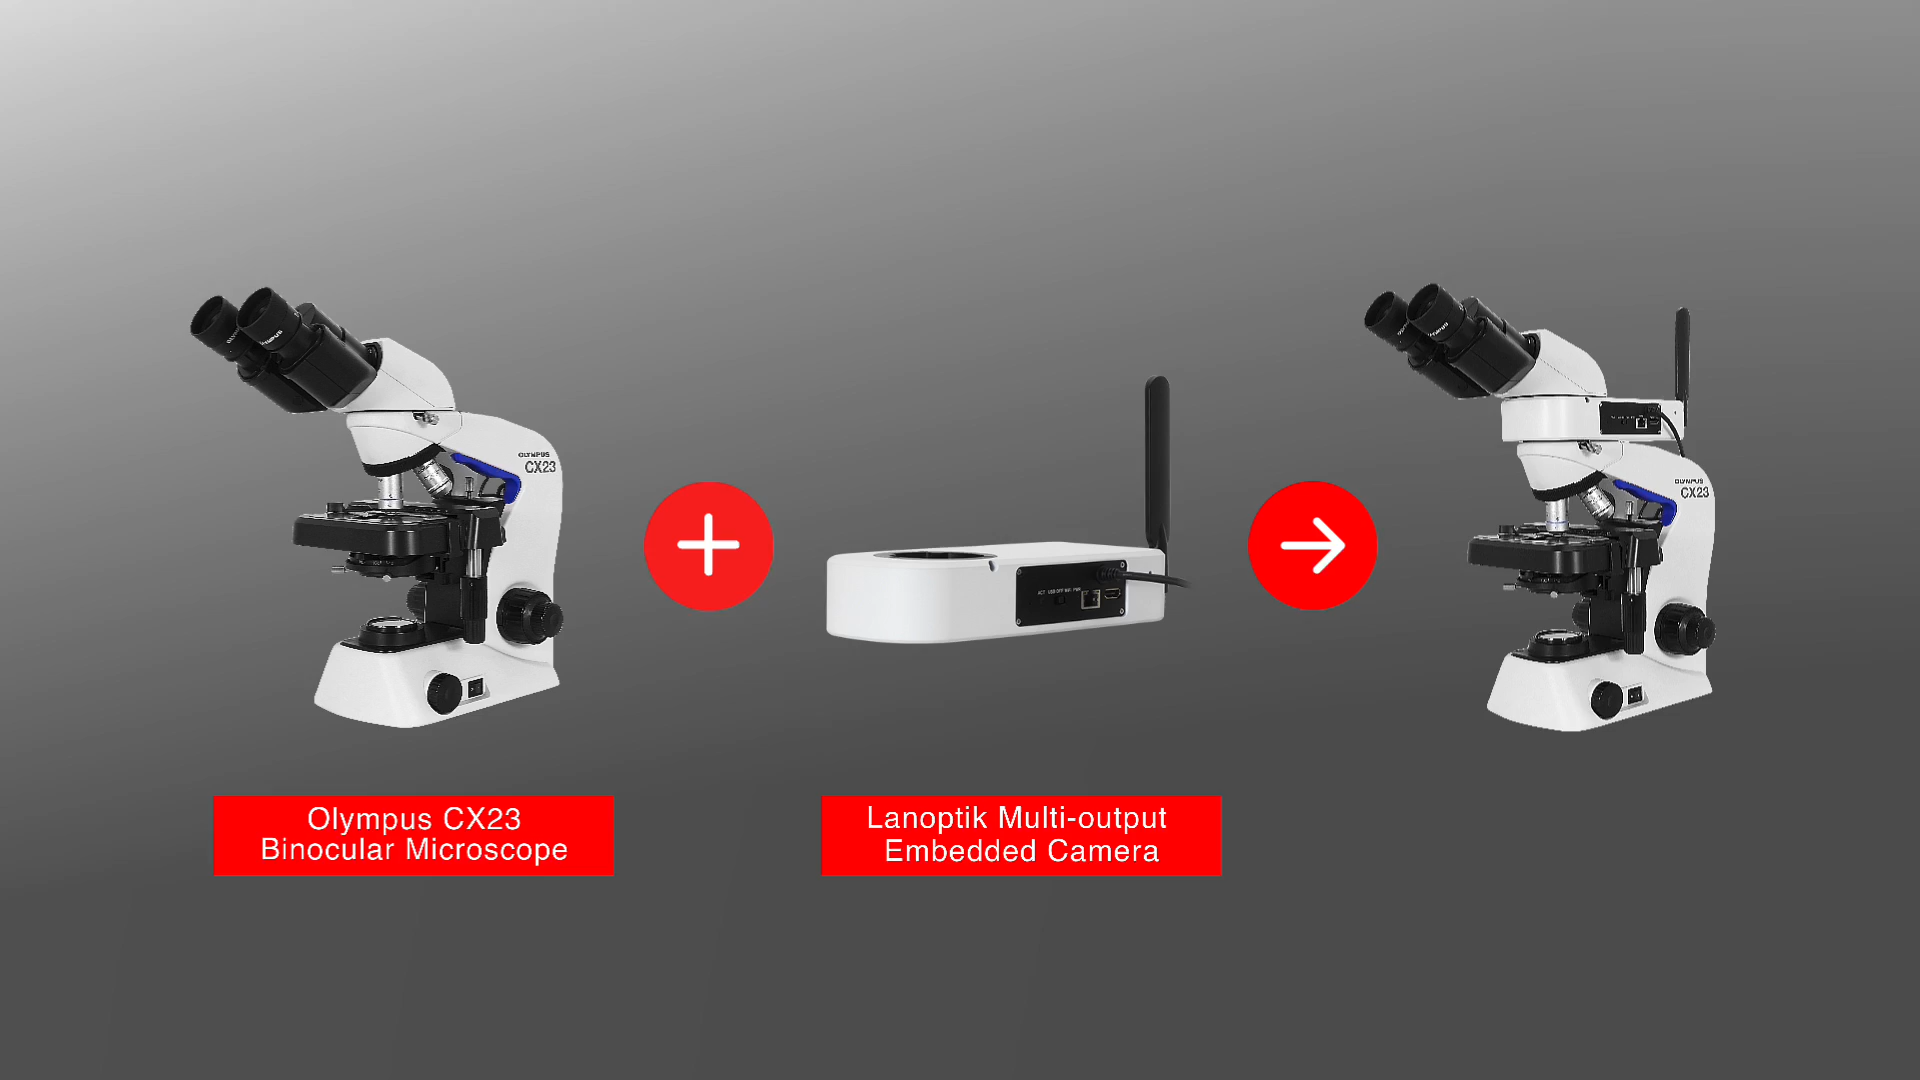 OLYMPUS
CX23
OLYMPUS
CX23
Olympus CX23
Binocular Microscope
Lanoptik Multi-output
Embedded Camera